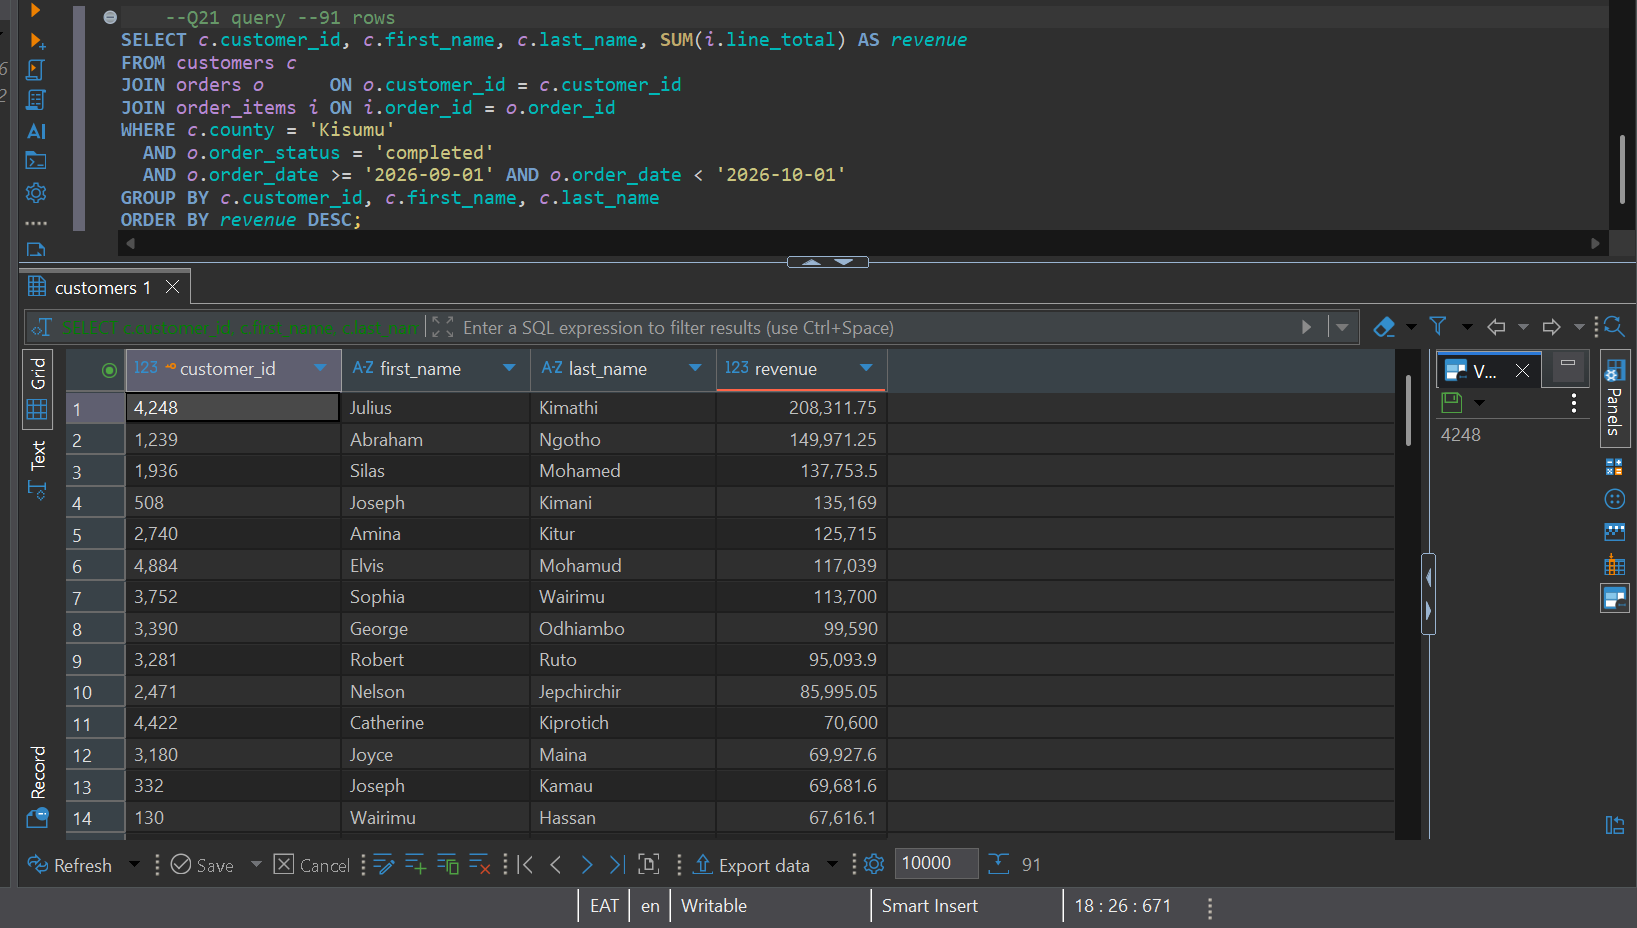 --Q21 query --91 rows
SELECT c.customer_id, c.first_name, c.last_name, SUM(i.line_total) AS revenue
FROM customers c
JOIN orders o      ON o.customer_id = c.customer_id
JOIN order_items i ON i.order_id = o.order_id
WHERE c.county = 'Kisumu'
  AND o.order_status = 'completed'
  AND o.order_date >= '2026-09-01' AND o.order_date < '2026-10-01'
GROUP BY c.customer_id, c.first_name, c.last_name
ORDER BY revenue DESC;
6
2
AI
customers 1
SELECT c.customer_id, c.first_name, c.last_nam
Enter a SQL expression to filter results (use Ctrl+Space)
Grid
Text
Record
123 customer_id A-Z first_name A-Z last_name 123 revenue
1 4,248 Julius Kimathi 208,311.75
2 1,239 Abraham Ngotho 149,971.25
3 1,936 Silas Mohamed 137,753.5
4 508 Joseph Kimani 135,169
5 2,740 Amina Kitur 125,715
6 4,884 Elvis Mohamud 117,039
7 3,752 Sophia Wairimu 113,700
8 3,390 George Odhiambo 99,590
9 3,281 Robert Ruto 95,093.9
10 2,471 Nelson Jepchirchir 85,995.05
11 4,422 Catherine Kiprotich 70,600
12 3,180 Joyce Maina 69,927.6
13 332 Joseph Kamau 69,681.6
14 130 Wairimu Hassan 67,616.1
V...
4248
Panels
Refresh Save Cancel Export data 10000 91
EAT en Writable Smart Insert 18 : 26 : 671